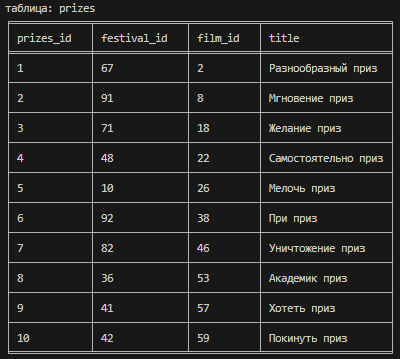 таблица: prizes
prizes_id festival_id film_id title
1 67 2 Разнообразный приз
2 91 8 Мгновение приз
3 71 18 Желание приз
4 48 22 Самостоятельно приз
5 10 26 Мелочь приз
6 92 38 При приз
7 82 46 Уничтожение приз
8 36 53 Академик приз
9 41 57 Хотеть приз
10 42 59 Покинуть приз